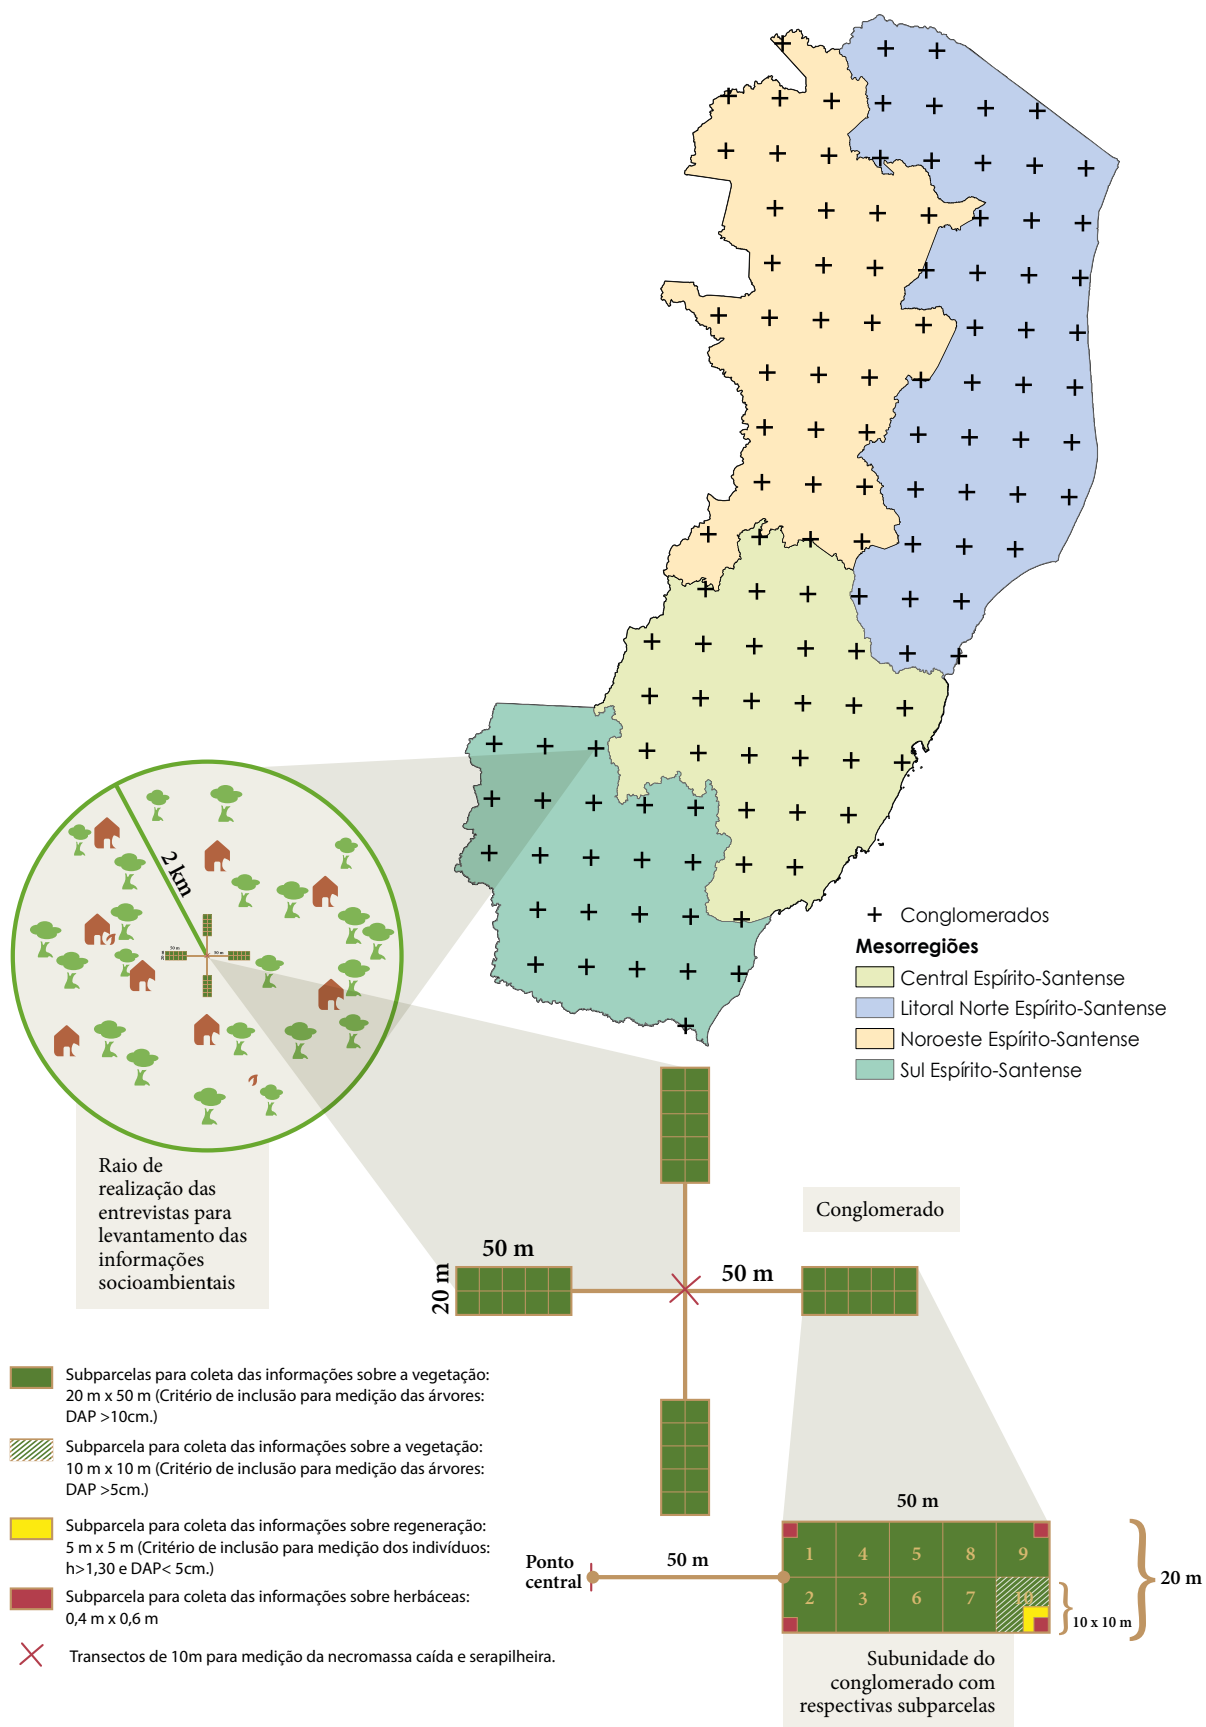 Conglomerados
Mesorregiões
Central Espírito-Santense
Litoral Norte Espírito-Santense
Noroeste Espírito-Santense
Sul Espírito-Santense
2 km
50 m
50 m
Raio de
realização das
entrevistas para
levantamento das
informações
socioambientais
Conglomerado
50 m
20 m
50 m
Subparcelas para coleta das informações sobre a vegetação:
20 m x 50 m (Critério de inclusão para medição das árvores:
DAP >10cm.)
Subparcela para coleta das informações sobre a vegetação:
10 m x 10 m (Critério de inclusão para medição das árvores:
DAP >5cm.)
Subparcela para coleta das informações sobre regeneração:
5 m x 5 m (Critério de inclusão para medição dos indivíduos:
h>1,30 e DAP< 5cm.)
Subparcela para coleta das informações sobre herbáceas:
0,4 m x 0,6 m
Transectos de 10m para medição da necromassa caída e serapilheira.
Ponto
central
50 m
50 m
1 4 5 8 9
2 3 6 7 10
20 m
10 x 10 m
Subunidade do
conglomerado com
respectivas subparcelas